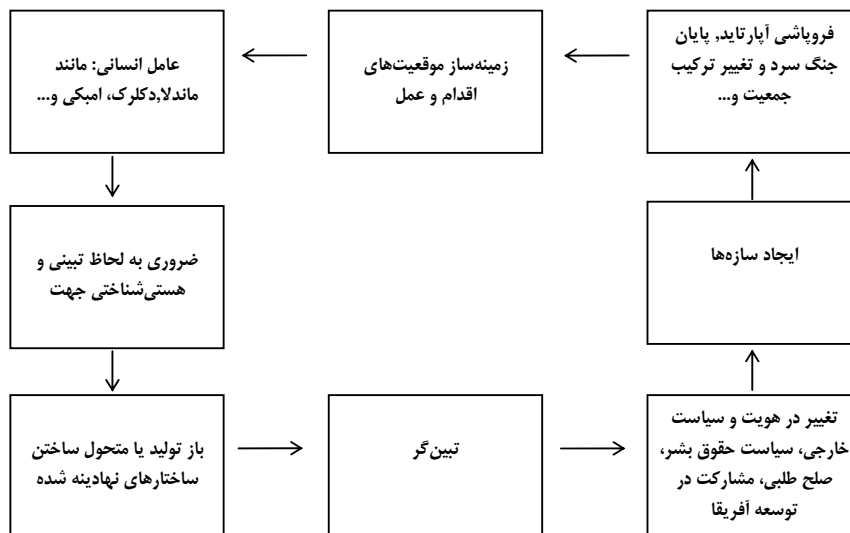 فروپاشی آپارتاید, پایان
جنگ سرد و تغییر ترکیب
جمعیت و...
زمینه‌ساز موقعیت‌های
اقدام و عمل
عامل انسانی: مانند
ماندلا,دکلرک، امبکی و...
ضروری به لحاظ تبینی و
هستی‌شناختی جهت
باز تولید یا متحول ساختن
ساختارهای نهادینه شده
تبین‌گر
تغییر در هویت و سیاست
خارجی، سیاست حقوق بشر،
صلح طلبی، مشارکت در
توسعه آفریقا
ایجاد سازه‌ها